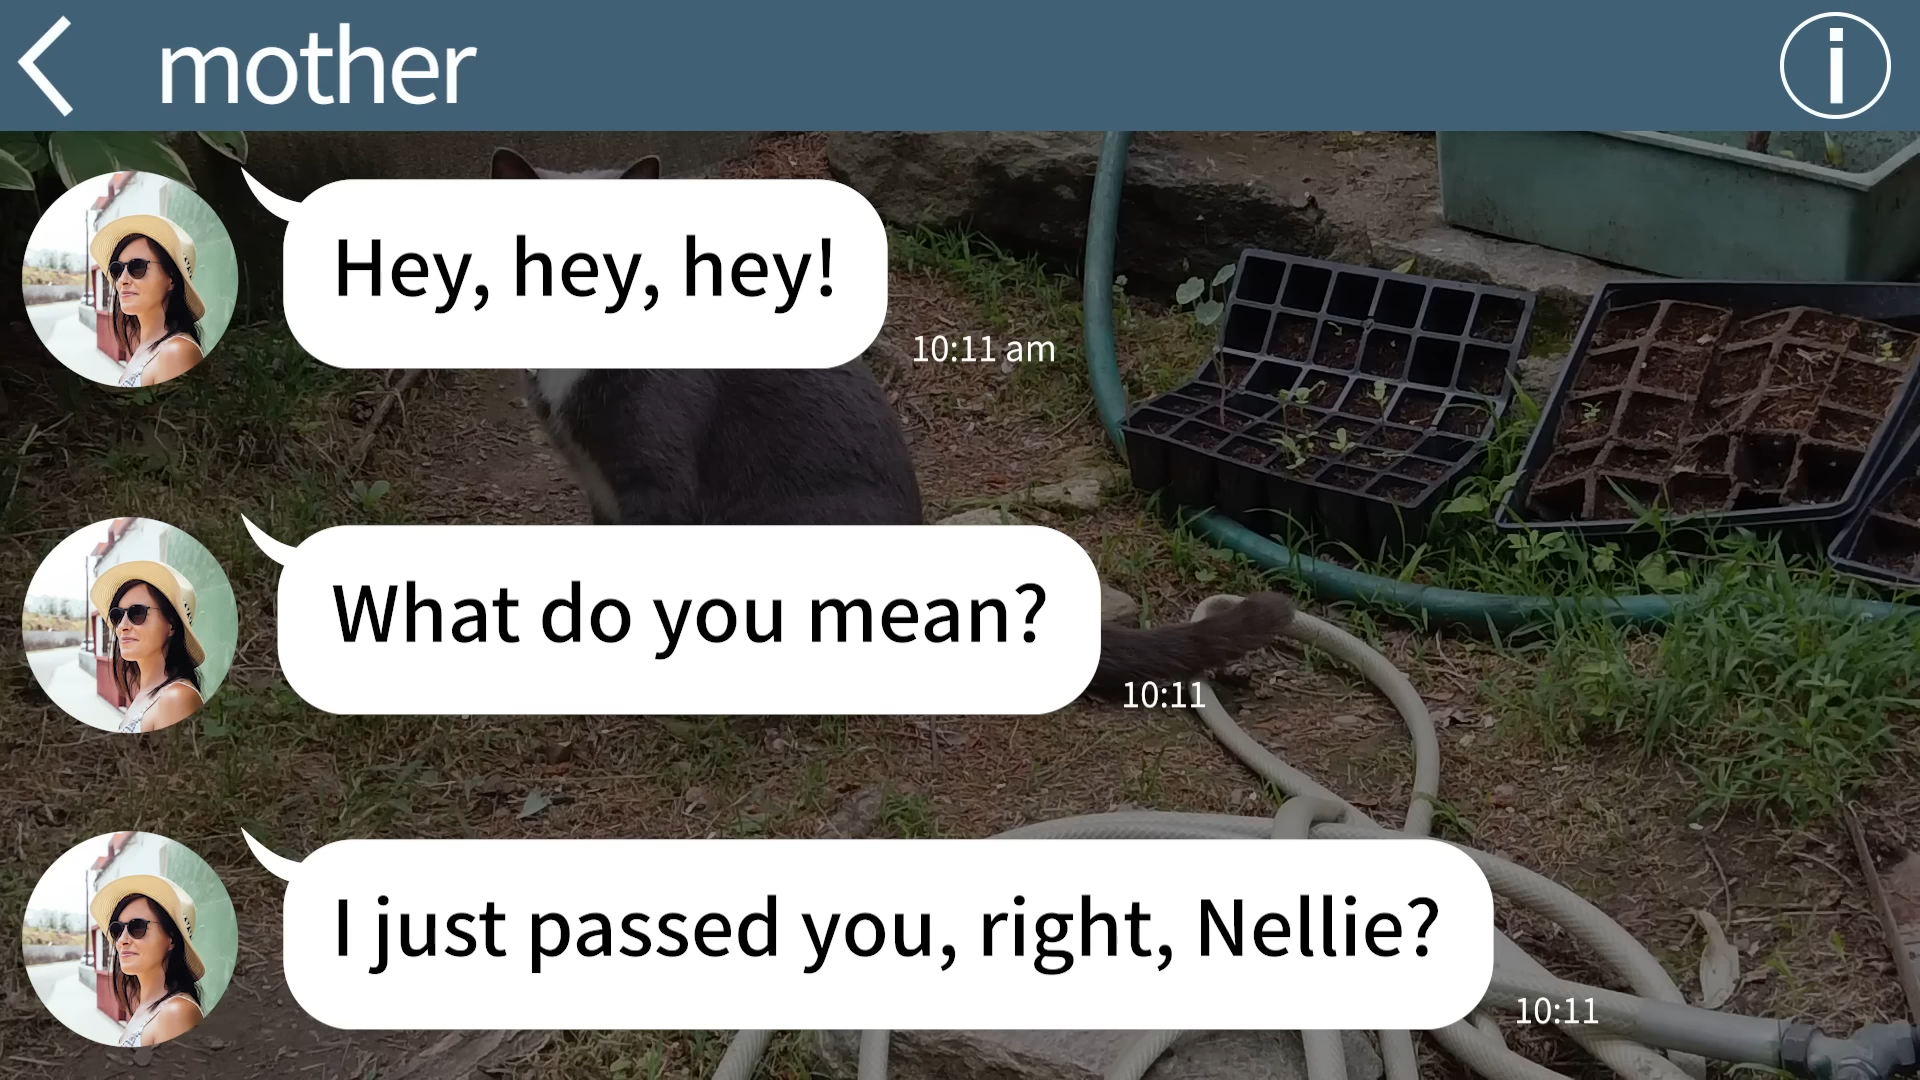 mother
Hey, hey, hey!
10:11 am
What do you mean?
10:11
I just passed you, right, Nellie?
10:11